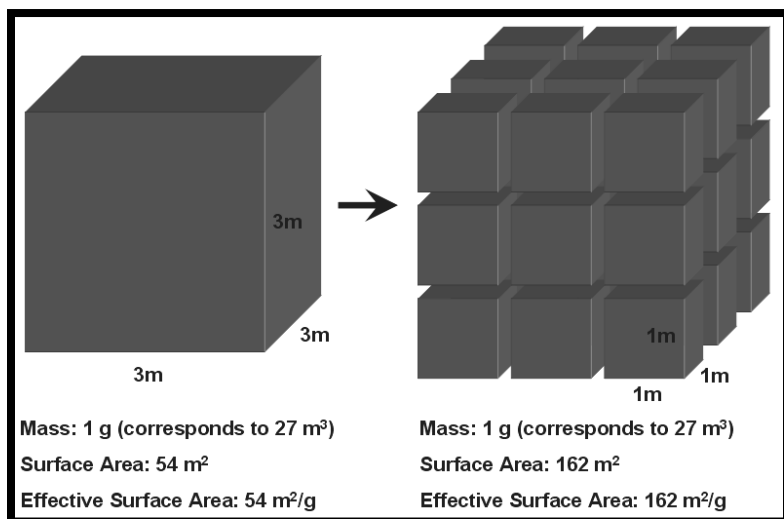 3m
3m
3m
1m
1m
1m
Mass: 1 g (corresponds to 27 m³)
Surface Area: 54 m²
Effective Surface Area: 54 m²/g
Mass: 1 g (corresponds to 27 m³)
Surface Area: 162 m²
Effective Surface Area: 162 m²/g